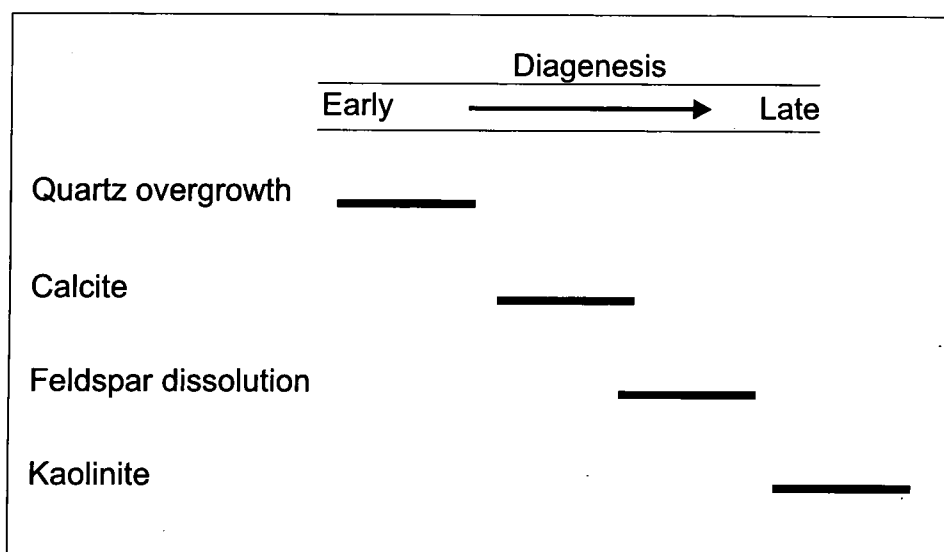 Diagenesis
Early Late
Quartz overgrowth
Calcite
Feldspar dissolution
Kaolinite